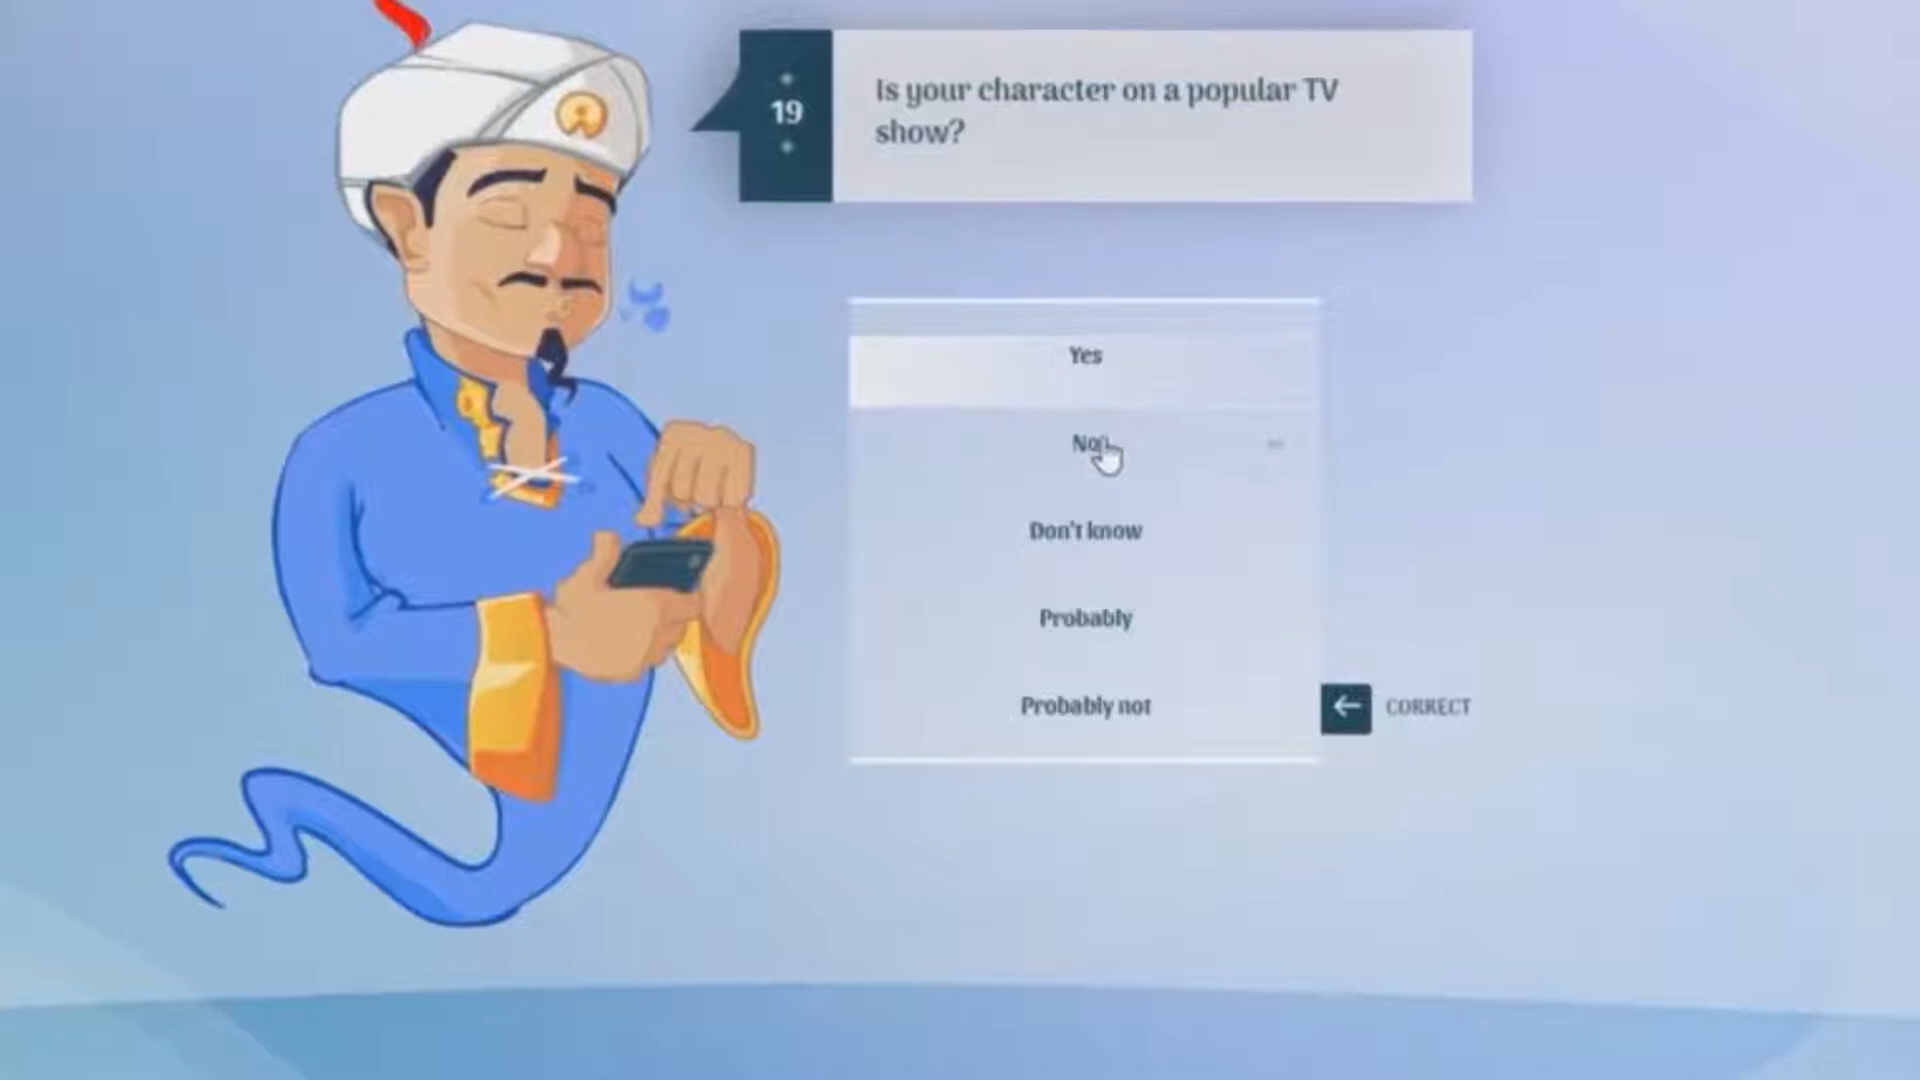 19
Is your character on a popular TV
show?
Yes
No
Don't know
Probably
Probably not
CORRECT